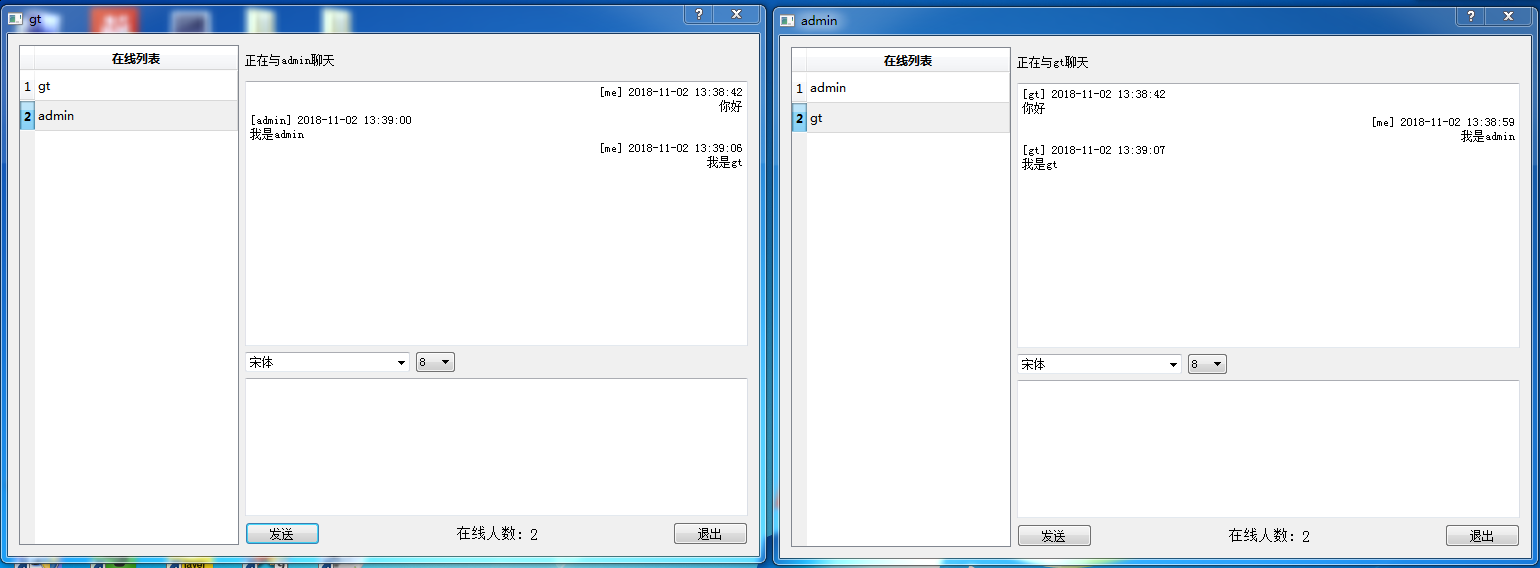 gt
?
X
在线列表
1 gt
2 admin
正在与admin聊天
[me] 2018-11-02 13:38:42
你好
[admin] 2018-11-02 13:39:00
我是admin
[me] 2018-11-02 13:39:06
我是gt
宋体
8
发送
在线人数: 2
退出
admin
?
X
在线列表
1 admin
2 gt
正在与gt聊天
[gt] 2018-11-02 13:38:42
你好
[me] 2018-11-02 13:38:59
我是admin
[gt] 2018-11-02 13:39:07
我是gt
宋体
8
发送
在线人数: 2
退出